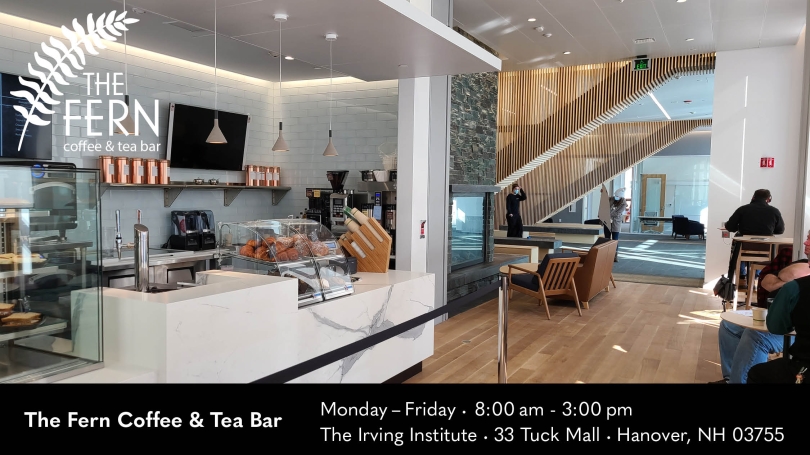 THE
FERN
coffee & tea bar
The Fern Coffee & Tea Bar
Monday – Friday • 8:00 am - 3:00 pm
The Irving Institute • 33 Tuck Mall • Hanover, NH 03755